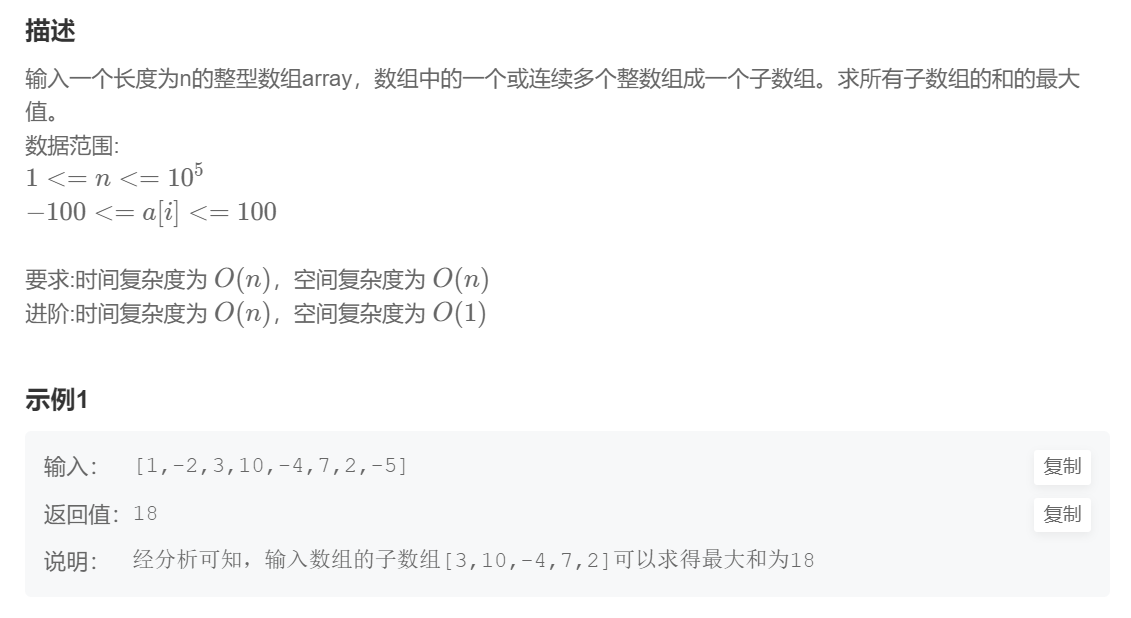 描述
输入一个长度为n的整型数组array，数组中的一个或连续多个整数组成一个子数组。求所有子数组的和的最大
值。
数据范围:
1 <= n <= 10⁵
−100 <= a[i] <= 100
要求:时间复杂度为 O(n)，空间复杂度为 O(n)
进阶:时间复杂度为 O(n)，空间复杂度为 O(1)
示例1
输入： [1,-2,3,10,-4,7,2,-5] 复制
返回值： 18 复制
说明： 经分析可知，输入数组的子数组[3,10,-4,7,2]可以求得最大和为18